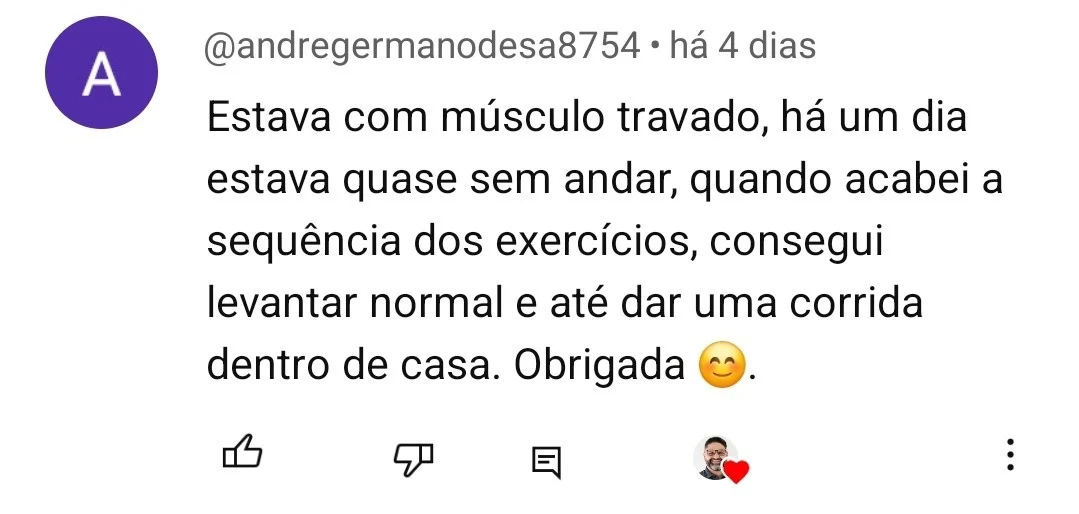 A
@andregermanodesa8754 • há 4 dias
Estava com músculo travado, há um dia
estava quase sem andar, quando acabei a
sequência dos exercícios, consegui
levantar normal e até dar uma corrida
dentro de casa. Obrigada 😊.